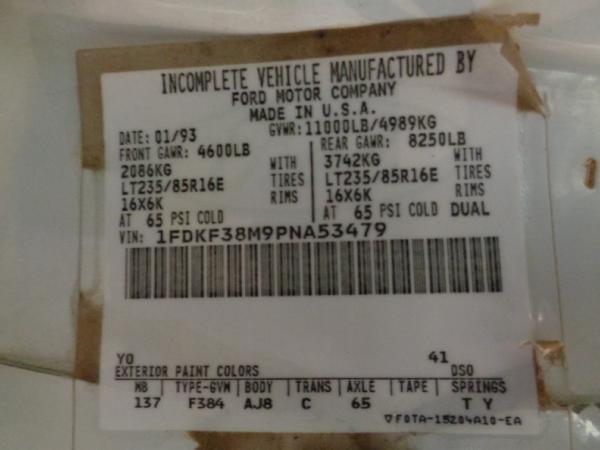 INCOMPLETE VEHICLE MANUFACTURED BY
FORD MOTOR COMPANY
MADE IN U.S.A.
DATE: 01/93 GVWR: 11000LB/4989KG
FRONT GAWR: 4600LB REAR GAWR: 8250LB
2086KG WITH 3742KG WITH
LT235/85R16E TIRES LT235/85R16E TIRES
16X6K RIMS 16X6K RIMS
AT 65 PSI COLD AT 65 PSI COLD DUAL
VIN: 1FDKF38M9PNA53479
YO 41
EXTERIOR PAINT COLORS DSO
WB TYPE-GVW BODY TRANS AXLE TAPE SPRINGS
137 F384 AJ8 C 65 T Y
▽F0TA-15204A10-EA